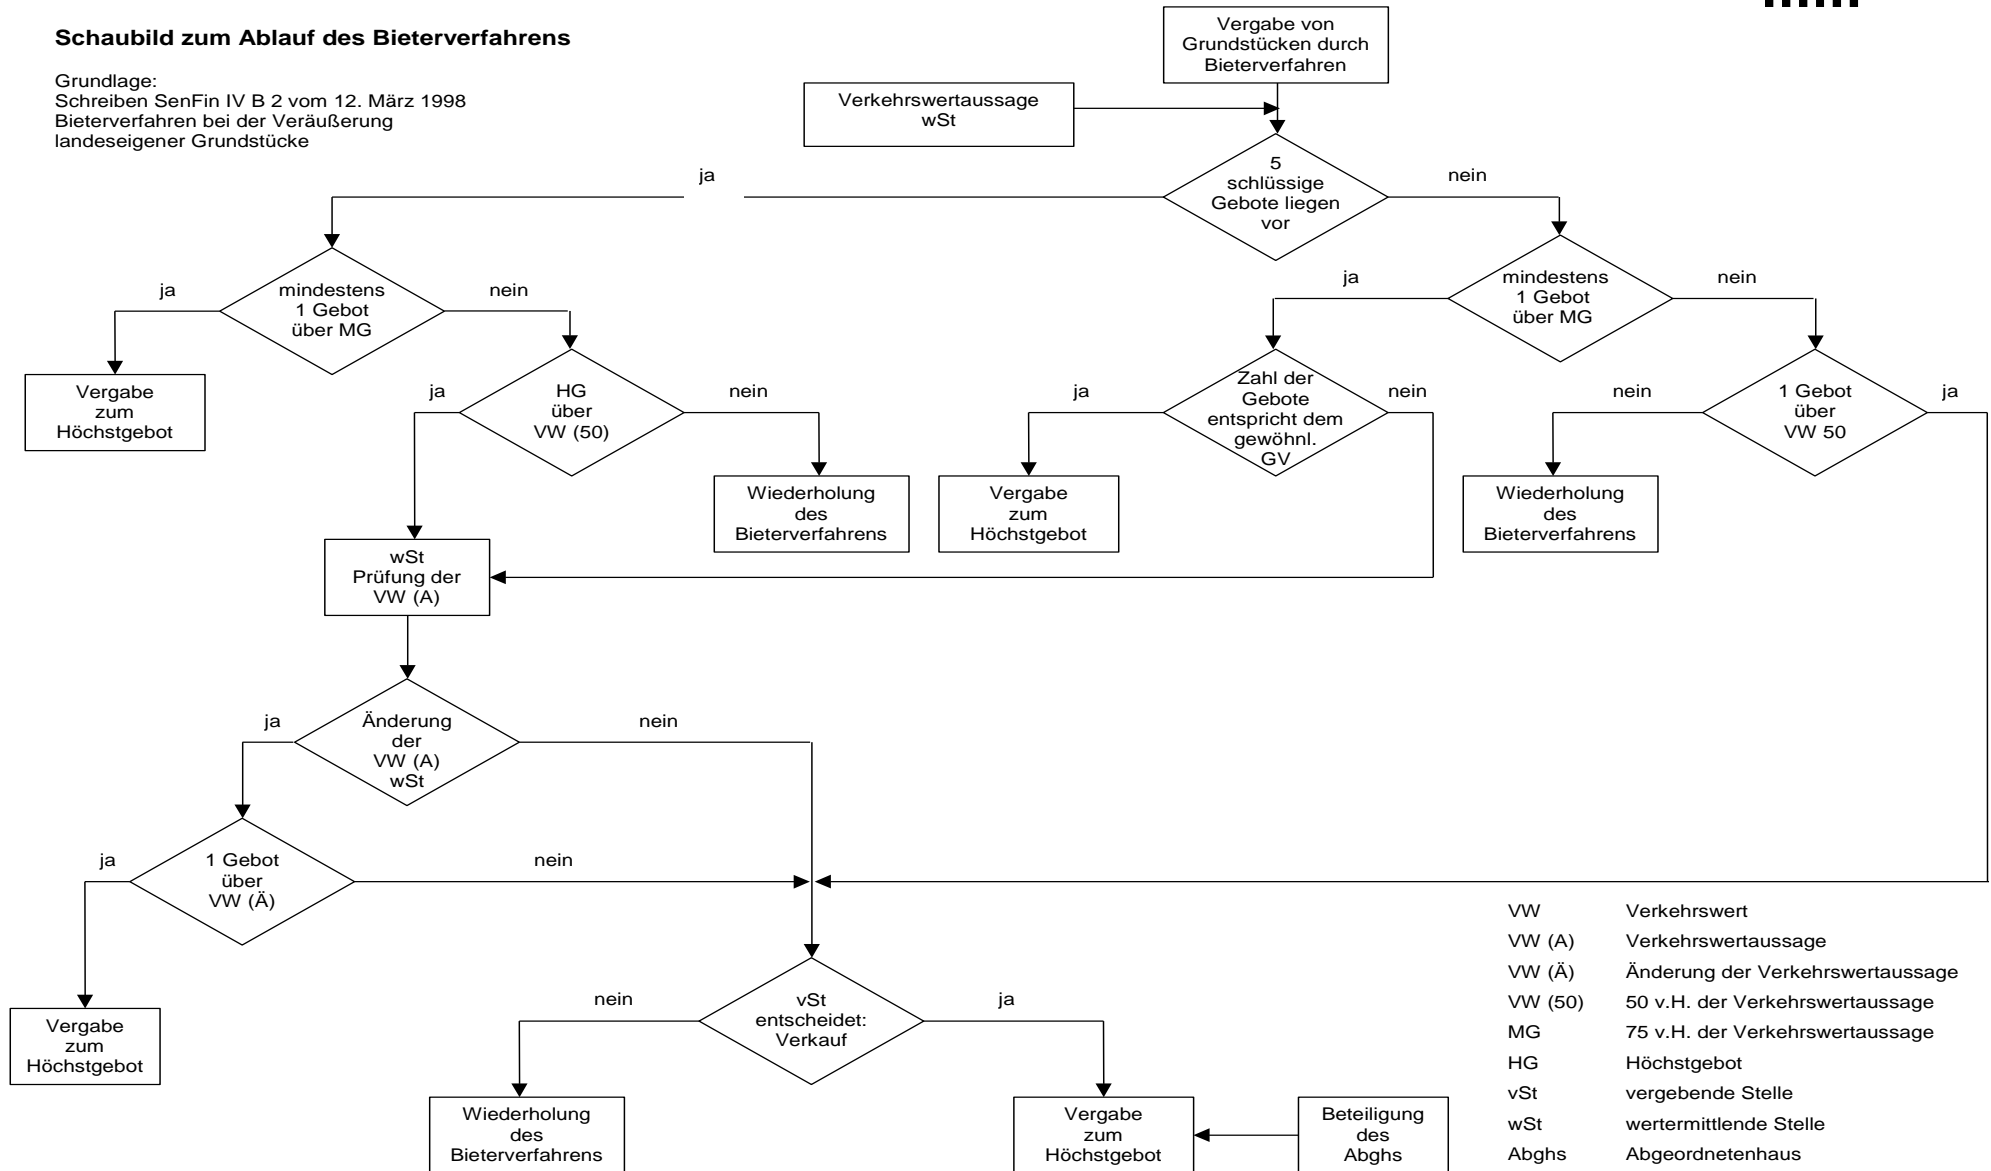 Schaubild zum Ablauf des Bieterverfahrens
Grundlage:
Schreiben SenFin IV B 2 vom 12. März 1998
Bieterverfahren bei der Veräußerung
landeseigener Grundstücke
Vergabe von
Grundstücken durch
Bieterverfahren
Verkehrswertaussage
wSt
5
schlüssige
Gebote liegen
vor
ja
nein
mindestens
1 Gebot
über MG
ja
nein
mindestens
1 Gebot
über MG
ja
nein
Vergabe
zum
Höchstgebot
HG
über
VW (50)
ja
nein
Zahl der
Gebote
entspricht dem
gewöhnl.
GV
ja
nein
1 Gebot
über
VW 50
nein
ja
Wiederholung
des
Bieterverfahrens
Vergabe
zum
Höchstgebot
Wiederholung
des
Bieterverfahrens
wSt
Prüfung der
VW (A)
Änderung
der
VW (A)
wSt
ja
nein
1 Gebot
über
VW (Ä)
ja
nein
Vergabe
zum
Höchstgebot
vSt
entscheidet:
Verkauf
nein
ja
Wiederholung
des
Bieterverfahrens
Vergabe
zum
Höchstgebot
Beteiligung
des
Abghs
VW Verkehrswert
VW (A) Verkehrswertaussage
VW (Ä) Änderung der Verkehrswertaussage
VW (50) 50 v.H. der Verkehrswertaussage
MG 75 v.H. der Verkehrswertaussage
HG Höchstgebot
vSt vergebende Stelle
wSt wertermittlende Stelle
Abghs Abgeordnetenhaus